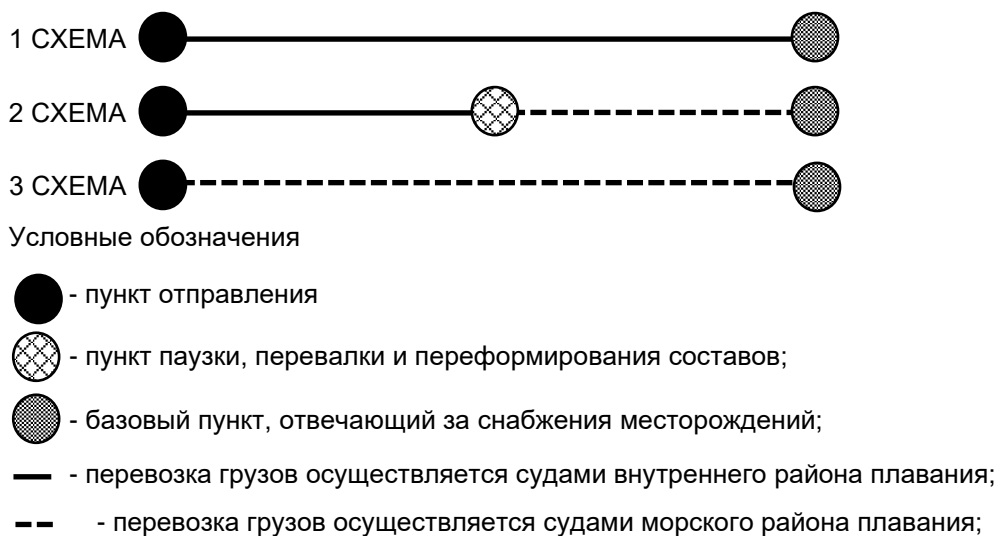 1 СХЕМА
2 СХЕМА
3 СХЕМА
Условные обозначения
- пункт отправления
- пункт паузки, перевалки и переформирования составов;
- базовый пункт, отвечающий за снабжения месторождений;
- перевозка грузов осуществляется судами внутреннего района плавания;
- перевозка грузов осуществляется судами морского района плавания;